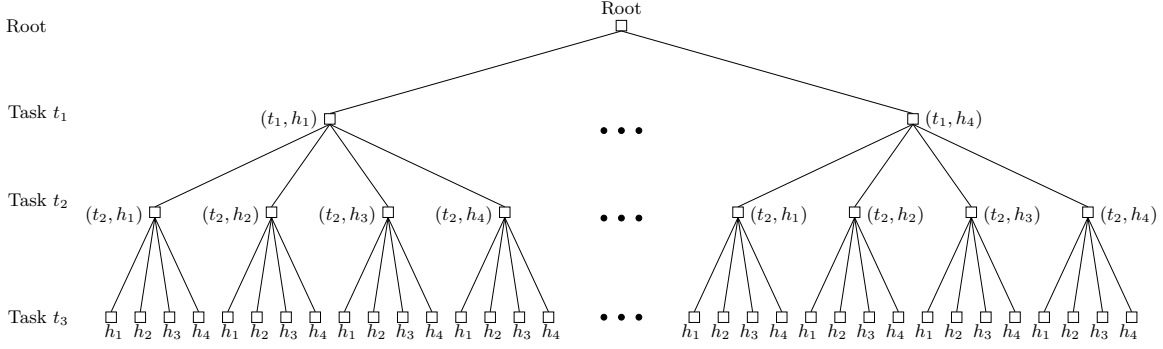 Root
Root
Task t₁
(t₁, h₁)
• • •
(t₁, h₄)
Task t₂
(t₂, h₁) (t₂, h₂) (t₂, h₃) (t₂, h₄) • • • (t₂, h₁) (t₂, h₂) (t₂, h₃) (t₂, h₄)
Task t₃
• • •
h₁ h₂ h₃ h₄ h₁ h₂ h₃ h₄ h₁ h₂ h₃ h₄ h₁ h₂ h₃ h₄ h₁ h₂ h₃ h₄ h₁ h₂ h₃ h₄ h₁ h₂ h₃ h₄ h₁ h₂ h₃ h₄